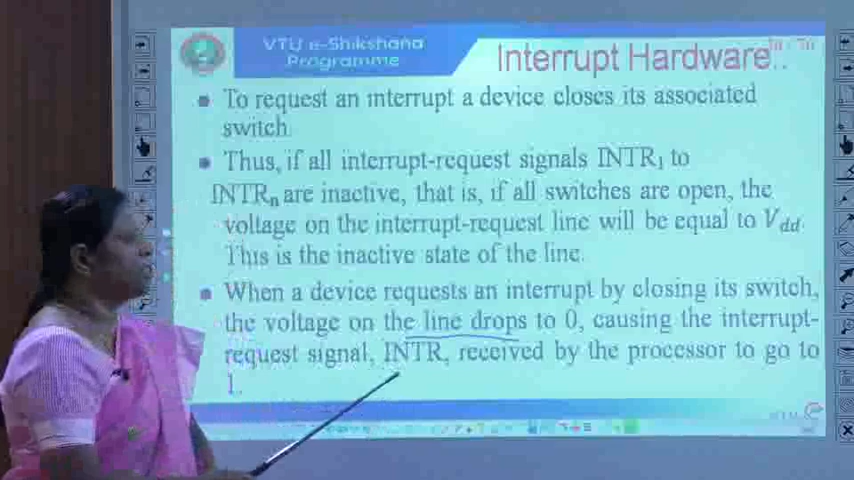 VTU e-Shikshana
Programme
Interrupt Hardware..
To request an interrupt a device closes its associated
switch.
Thus, if all interrupt-request signals INTR1 to
INTRn are inactive, that is, if all switches are open, the
voltage on the interrupt-request line will be equal to Vdd.
This is the inactive state of the line.
When a device requests an interrupt by closing its switch,
the voltage on the line drops to 0, causing the interrupt-
request signal, INTR, received by the processor to go to
1.